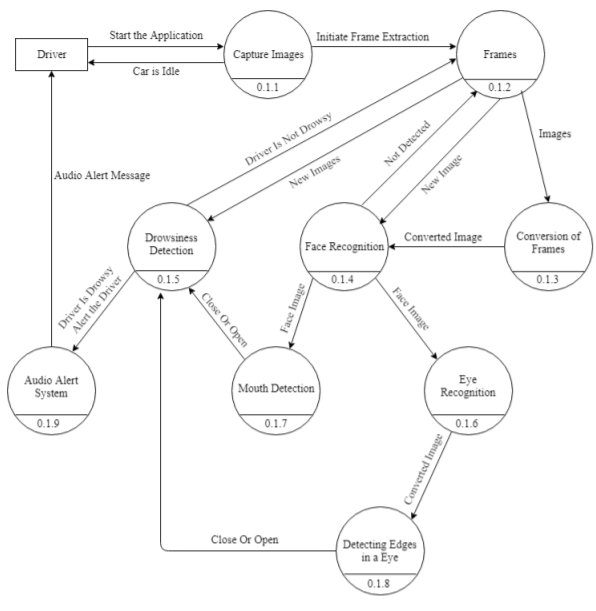 Start the Application
Driver
Capture Images
Initiate Frame Extraction
Frames
Car is Idle
0.1.1
0.1.2
Driver Is Not Drowsy
New Images
Not Detected
New Image
Images
Audio Alert Message
Drowsiness
Detection
0.1.5
Face Recognition
0.1.4
Converted Image
Conversion of
Frames
0.1.3
Driver Is Drowsy
Alert the Driver
Close Or Open
Face Image
Face Image
Audio Alert
System
0.1.9
Mouth Detection
0.1.7
Eye
Recognition
0.1.6
Converted Image
Close Or Open
Detecting Edges
in a Eye
0.1.8